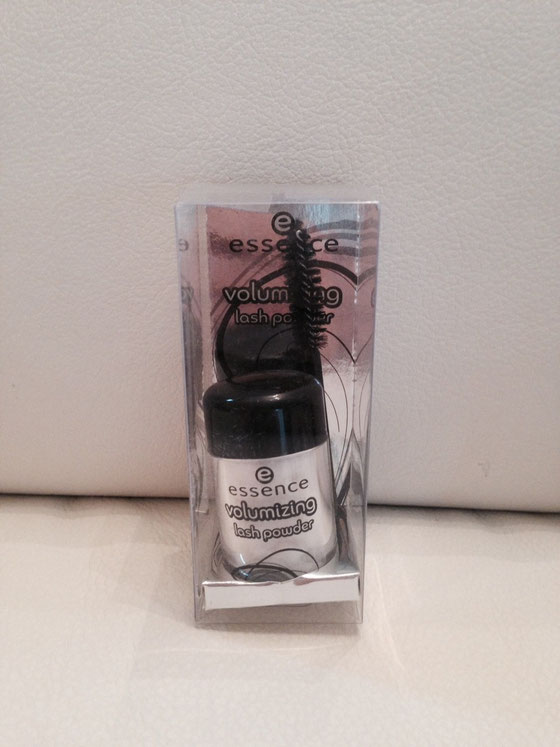 e
essence
volumizing
lash powder
e
essence
volumizing
lash powder